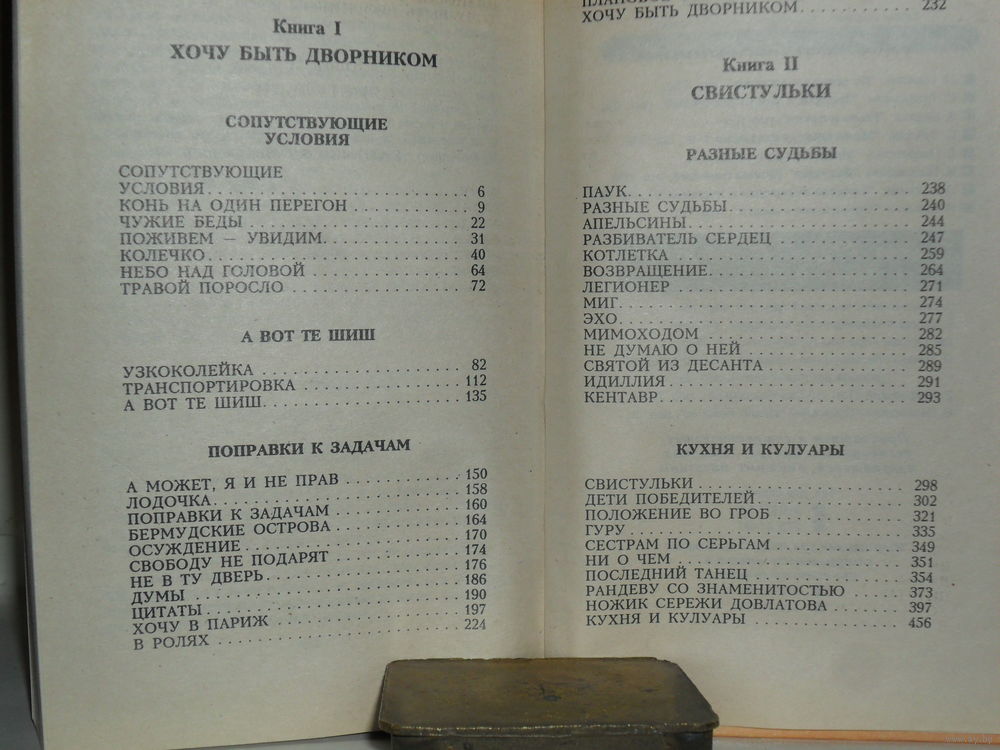 Книга I
ХОЧУ БЫТЬ ДВОРНИКОМ
СОПУТСТВУЮЩИЕ
УСЛОВИЯ
СОПУТСТВУЮЩИЕ
УСЛОВИЯ 6
КОНЬ НА ОДИН ПЕРЕГОН 9
ЧУЖИЕ БЕДЫ 22
ПОЖИВЕМ — УВИДИМ 31
КОЛЕЧКО 40
НЕБО НАД ГОЛОВОЙ 64
ТРАВОЙ ПОРОСЛО 72
А ВОТ ТЕ ШИШ
УЗКОКОЛЕЙКА 82
ТРАНСПОРТИРОВКА 112
А ВОТ ТЕ ШИШ 135
ПОПРАВКИ К ЗАДАЧАМ
А МОЖЕТ, Я И НЕ ПРАВ 150
ЛОДОЧКА 158
ПОПРАВКИ К ЗАДАЧАМ 160
БЕРМУДСКИЕ ОСТРОВА 164
ОСУЖДЕНИЕ 170
СВОБОДУ НЕ ПОДАРЯТ 174
НЕ В ТУ ДВЕРЬ 176
ДУМЫ 186
ЦИТАТЫ 190
ХОЧУ В ПАРИЖ 197
В РОЛЯХ 224
ПЛАНОВОЕ
ХОЧУ БЫТЬ ДВОРНИКОМ 232
Книга II
СВИСТУЛЬКИ
РАЗНЫЕ СУДЬБЫ
ПАУК 238
РАЗНЫЕ СУДЬБЫ 240
АПЕЛЬСИНЫ 244
РАЗБИВАТЕЛЬ СЕРДЕЦ 247
КОТЛЕТКА 259
ВОЗВРАЩЕНИЕ 264
ЛЕГИОНЕР 271
МИГ 274
ЭХО 277
МИМОХОДОМ 282
НЕ ДУМАЮ О НЕЙ 285
СВЯТОЙ ИЗ ДЕСАНТА 289
ИДИЛЛИЯ 291
КЕНТАВР 293
КУХНЯ И КУЛУАРЫ
СВИСТУЛЬКИ 298
ДЕТИ ПОБЕДИТЕЛЕЙ 302
ПОЛОЖЕНИЕ ВО ГРОБ 321
ГУРУ 335
СЕСТРАМ ПО СЕРЬГАМ 349
НИ О ЧЕМ 351
ПОСЛЕДНИЙ ТАНЕЦ 354
РАНДЕВУ СО ЗНАМЕНИТОСТЬЮ 373
НОЖИК СЕРЕЖИ ДОВЛАТОВА 397
КУХНЯ И КУЛУАРЫ 456